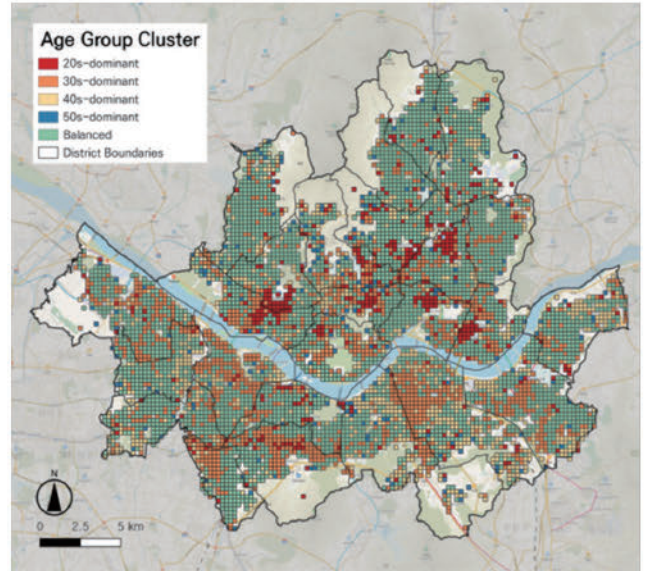 Age Group Cluster
20s-dominant
30s-dominant
40s-dominant
50s-dominant
Balanced
District Boundaries
N
0 2.5 5 km